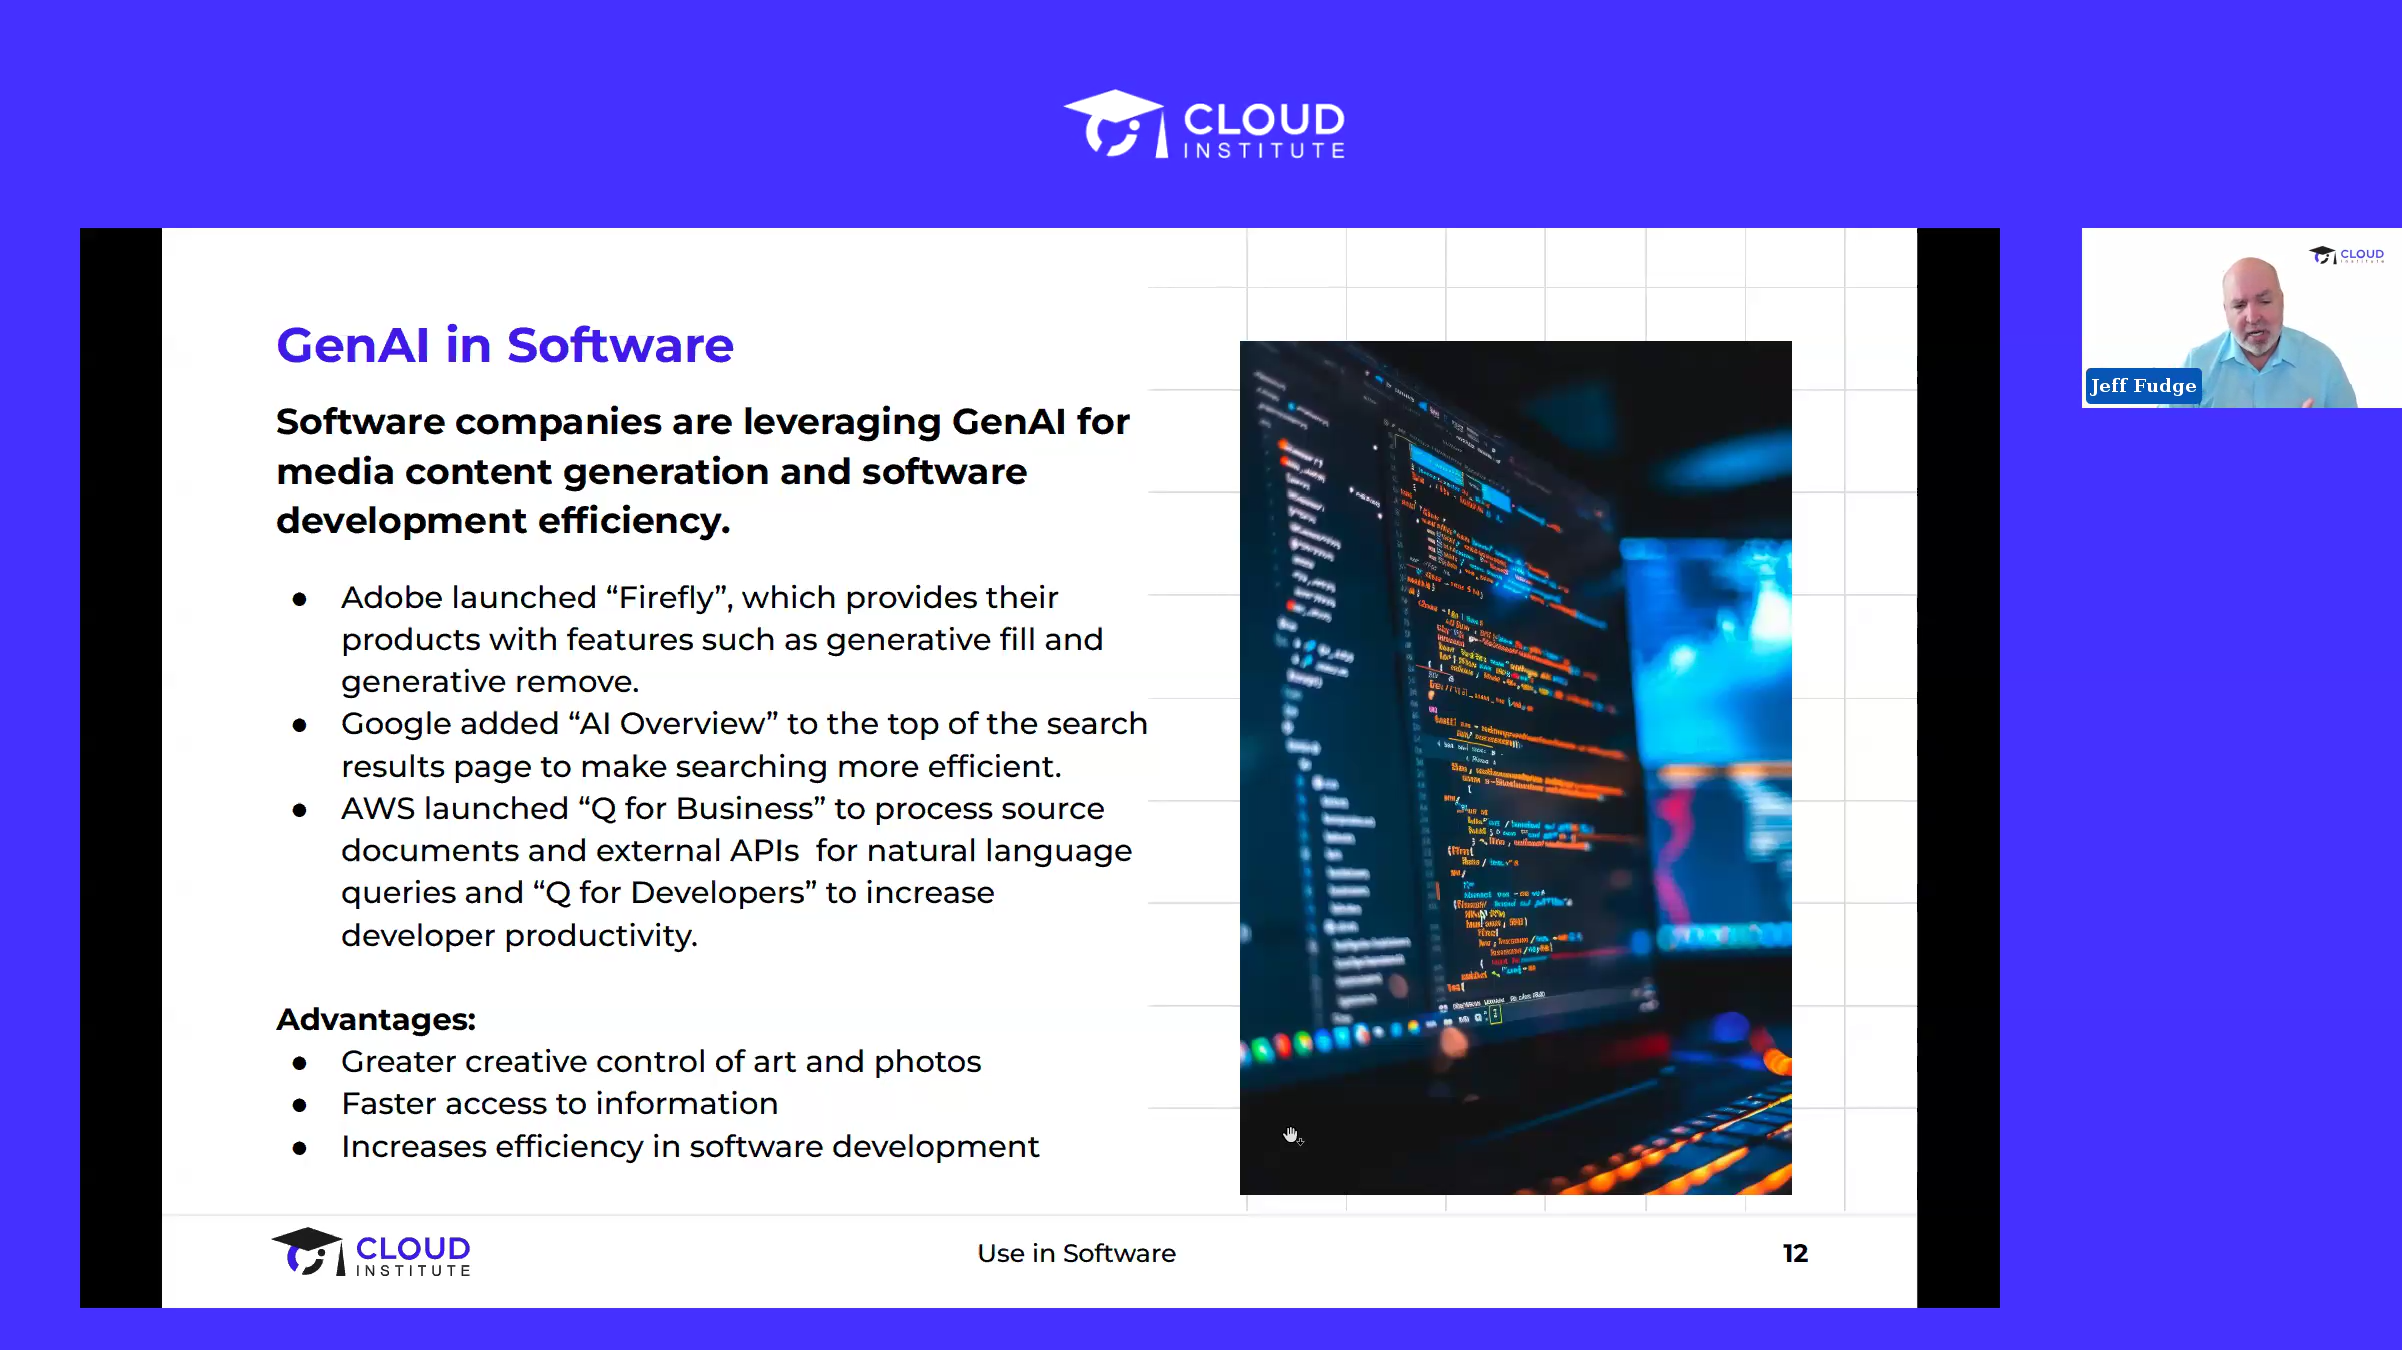 CLOUD
INSTITUTE
CLOUD
Jeff Fudge
GenAI in Software
Software companies are leveraging GenAI for
media content generation and software
development efficiency.
● Adobe launched “Firefly”, which provides their
products with features such as generative fill and
generative remove.
● Google added “AI Overview” to the top of the search
results page to make searching more efficient.
● AWS launched “Q for Business” to process source
documents and external APIs  for natural language
queries and “Q for Developers” to increase
developer productivity.
Advantages:
● Greater creative control of art and photos
● Faster access to information
● Increases efficiency in software development
CLOUD
INSTITUTE
Use in Software
12